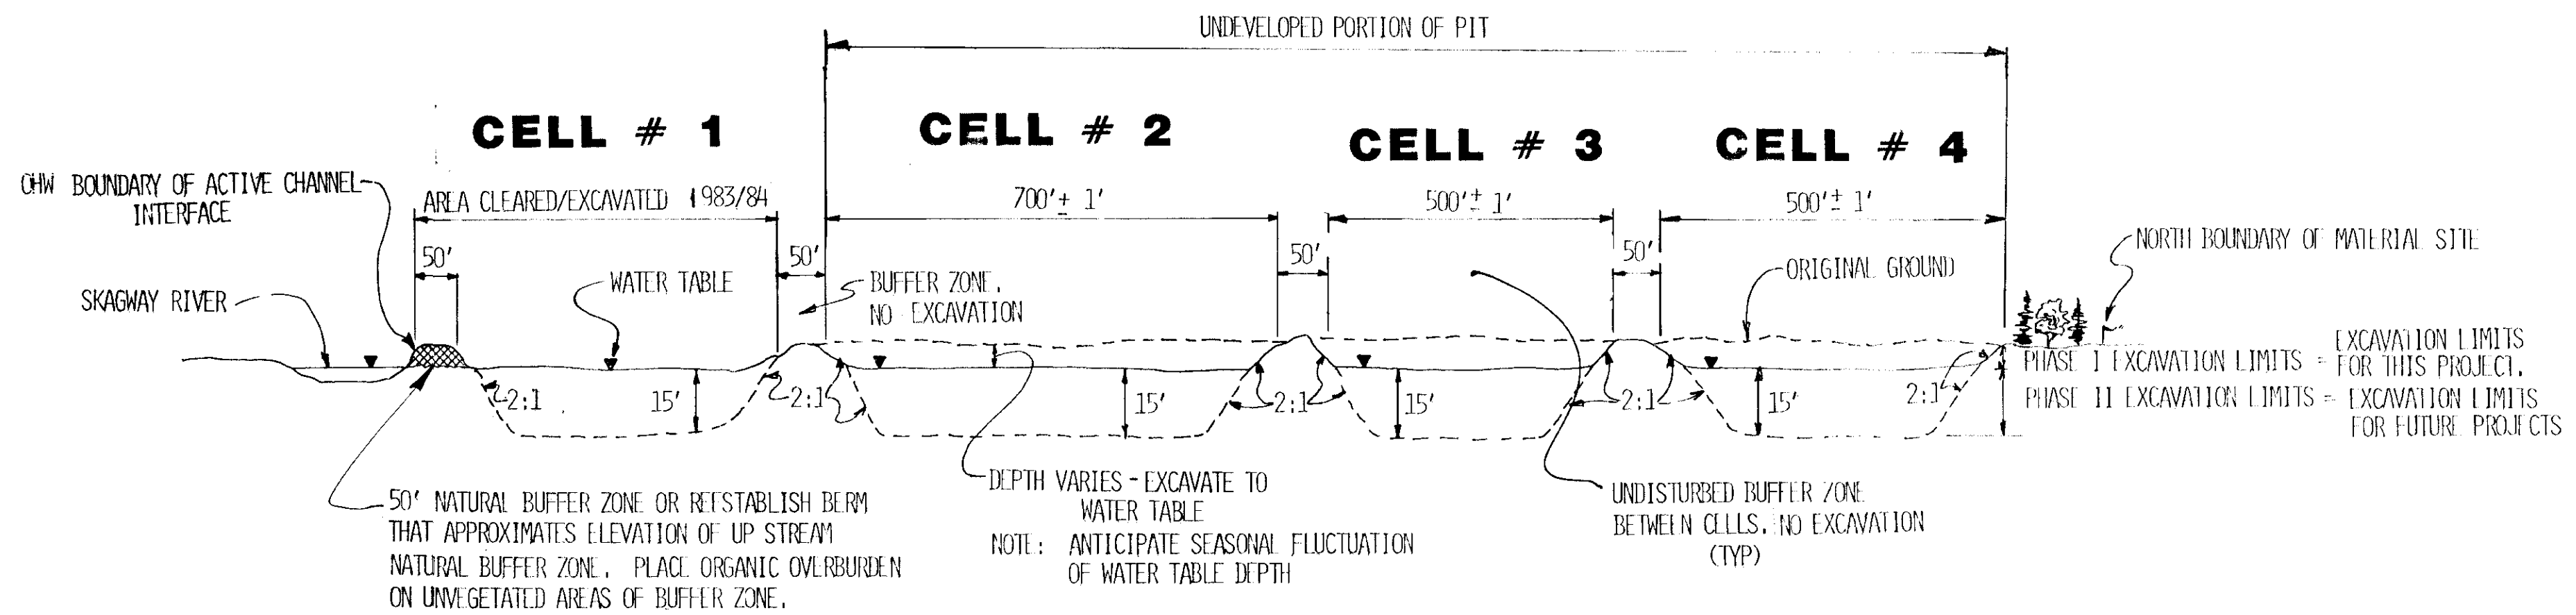 UNDEVELOPED PORTION OF PIT
CELL # 1
CELL # 2
CELL # 3
CELL # 4
OHW BOUNDARY OF ACTIVE CHANNEL
INTERFACE
AREA CLEARED/EXCAVATED 1983/84
700'± 1'
500'± 1'
500'± 1'
50'
50'
50'
50'
SKAGWAY RIVER
WATER TABLE
BUFFER ZONE.
NO EXCAVATION
ORIGINAL GROUND
NORTH BOUNDARY OF MATERIAL SITE
EXCAVATION LIMITS
PHASE I EXCAVATION LIMITS = FOR THIS PROJECT.
PHASE II EXCAVATION LIMITS = EXCAVATION LIMITS
FOR FUTURE PROJECTS
2:1
15'
2:1
15'
2:1
15'
2:1
15'
2:1
50' NATURAL BUFFER ZONE OR REESTABLISH BERM
THAT APPROXIMATES ELEVATION OF UP STREAM
NATURAL BUFFER ZONE. PLACE ORGANIC OVERBURDEN
ON UNVEGETATED AREAS OF BUFFER ZONE.
DEPTH VARIES - EXCAVATE TO
WATER TABLE
NOTE: ANTICIPATE SEASONAL FLUCTUATION
OF WATER TABLE DEPTH
UNDISTURBED BUFFER ZONE
BETWEEN CELLS. NO EXCAVATION
(TYP)